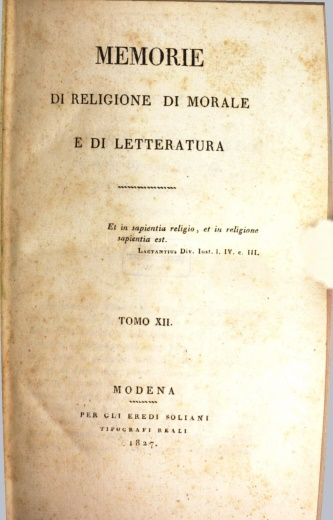 MEMORIE
DI RELIGIONE DI MORALE
E DI LETTERATURA
Et in sapientia religio, et in religione
sapientia est.
LACTANTIUS DIV. Inst. l. IV. c. III.
TOMO XII.
MODENA
PER GLI EREDI SOLIANI
TIPOGRAFI REALI
1827.